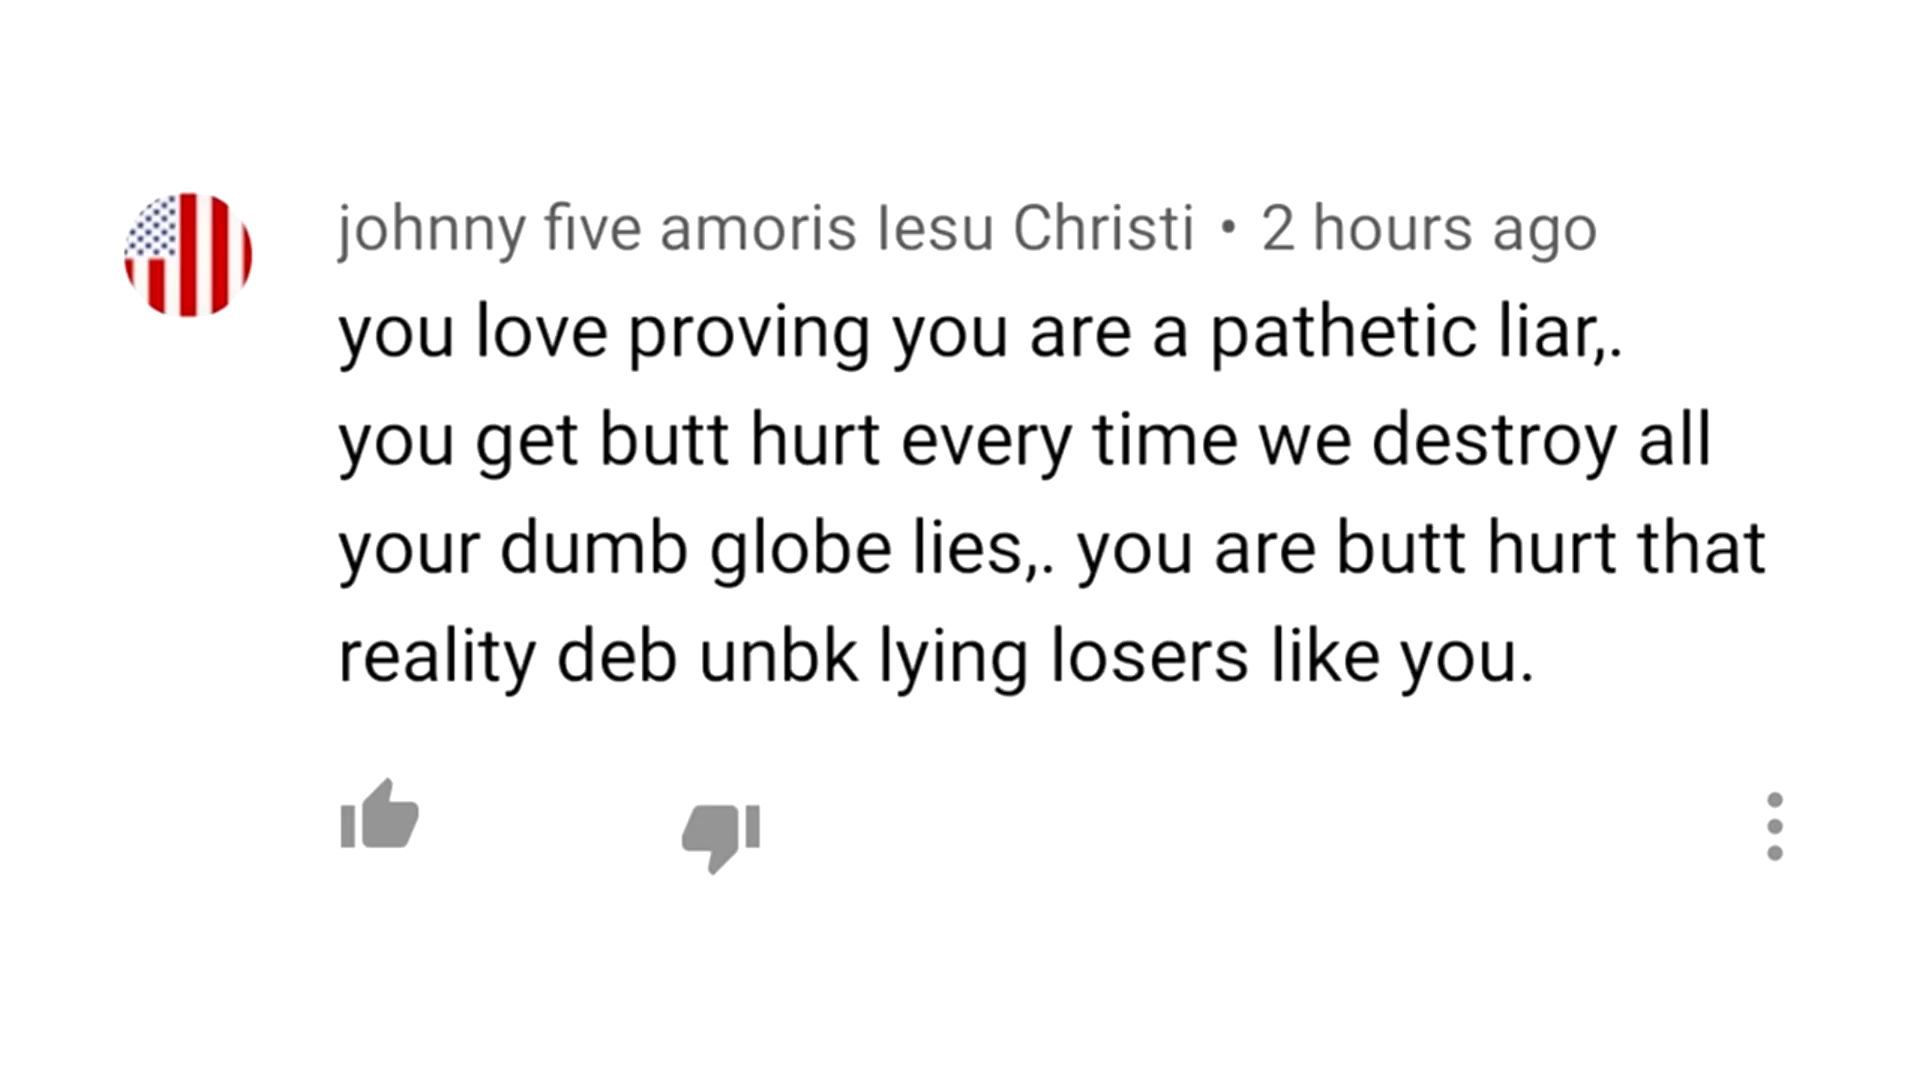 johnny five amoris Iesu Christi • 2 hours ago
you love proving you are a pathetic liar,.
you get butt hurt every time we destroy all
your dumb globe lies,. you are butt hurt that
reality deb unbk lying losers like you.